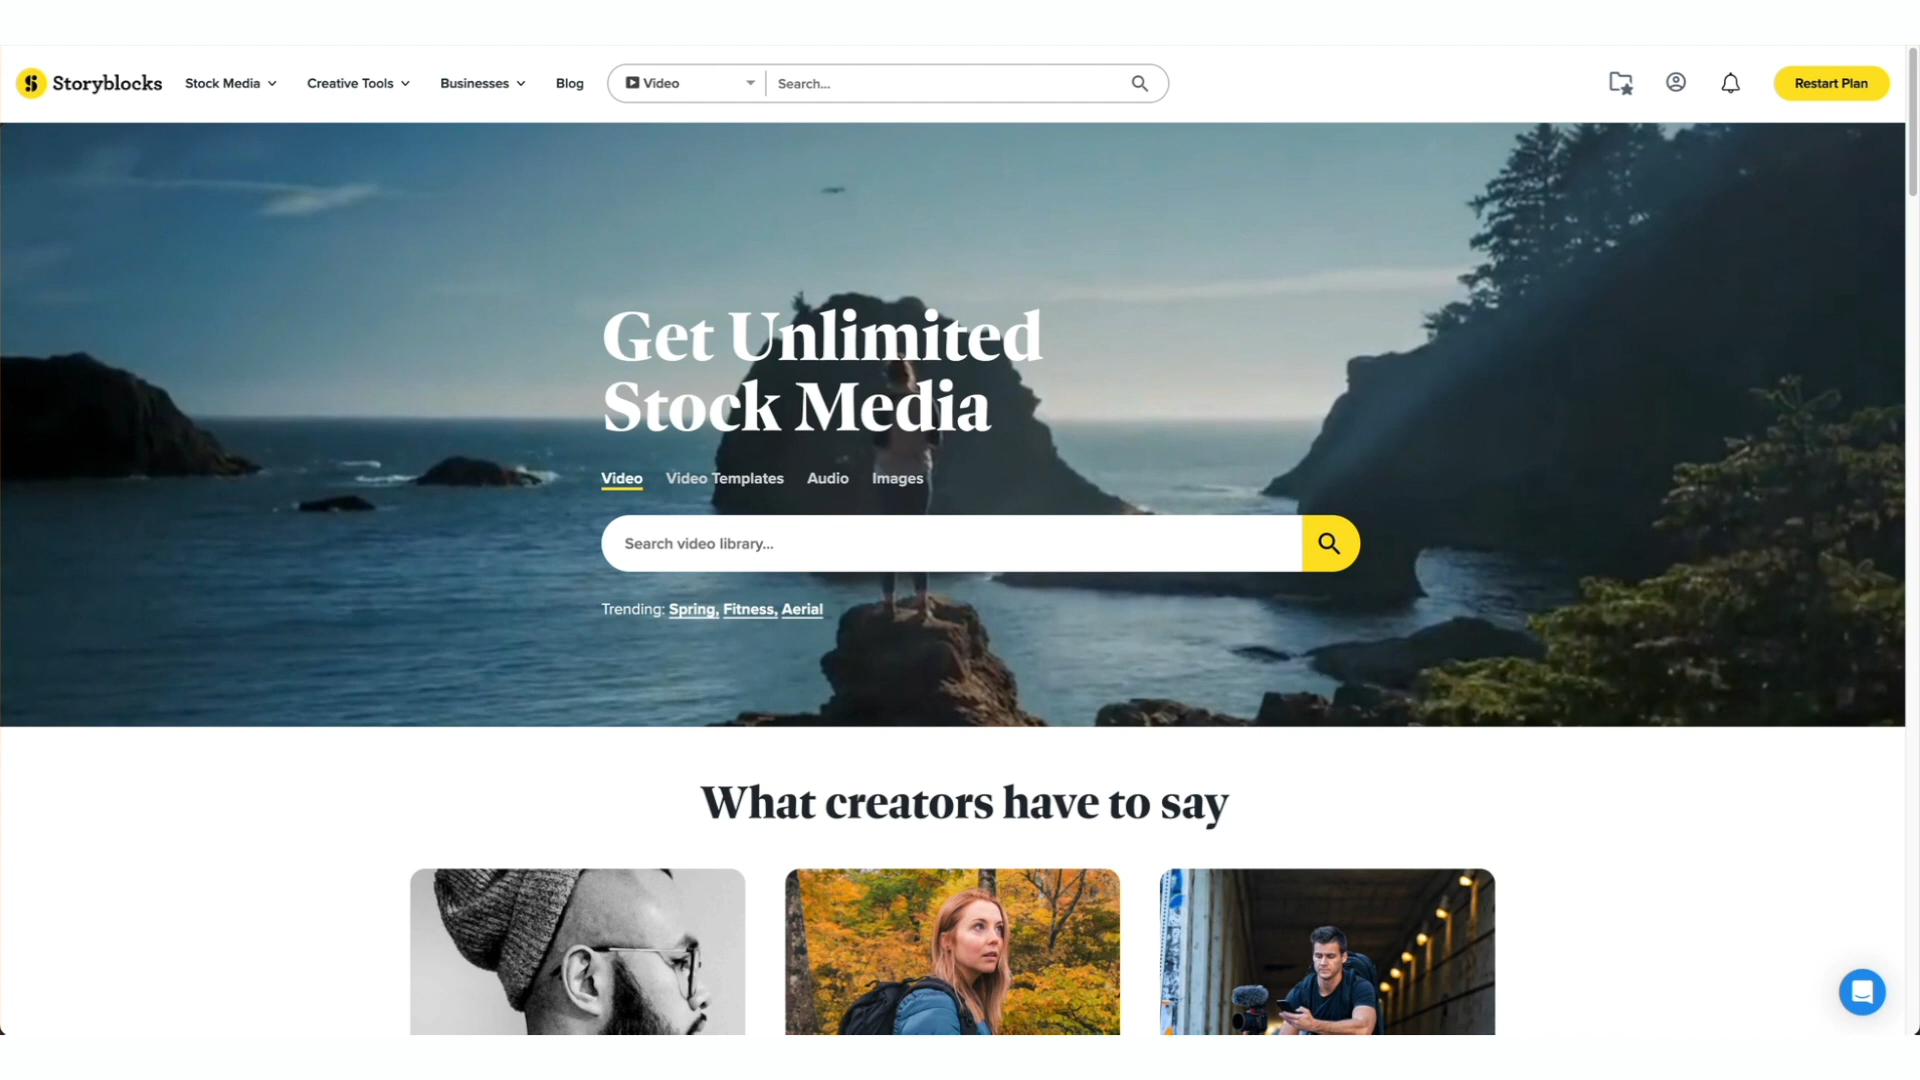 Storyblocks
Stock Media
Creative Tools
Businesses
Blog
Video
Search...
Restart Plan
Get Unlimited
Stock Media
Video
Video Templates
Audio
Images
Search video library...
Trending: Spring, Fitness, Aerial
What creators have to say